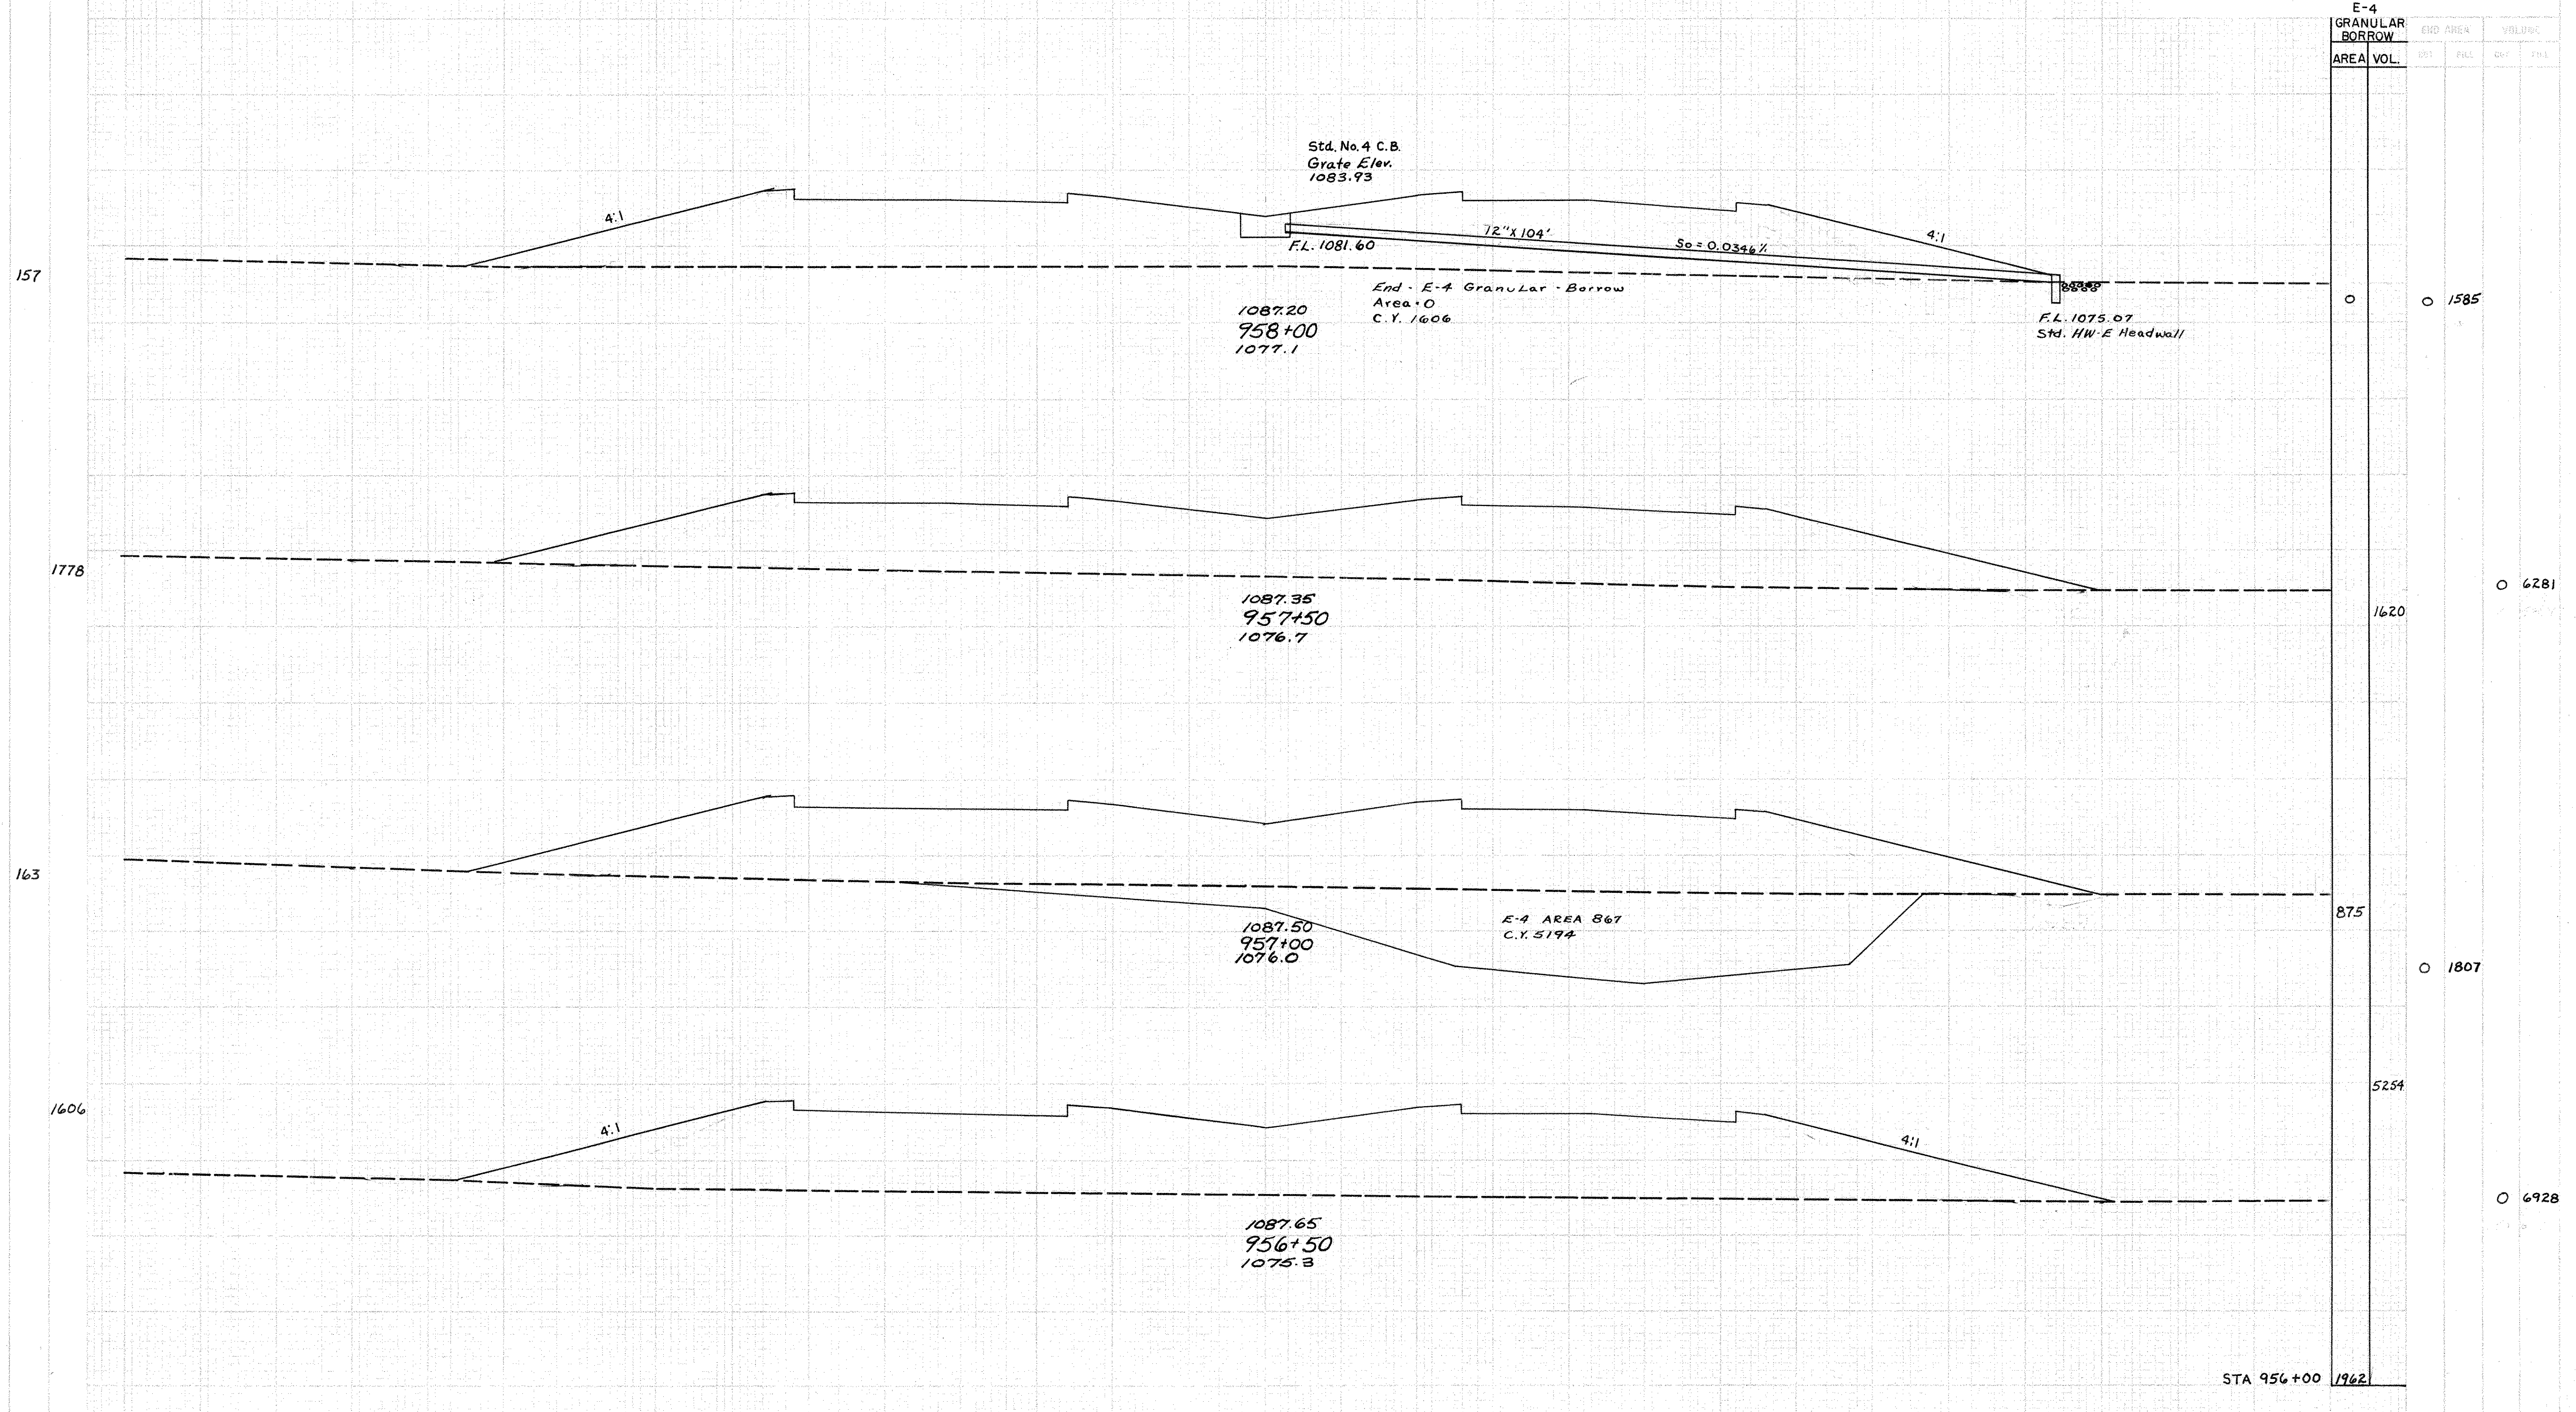 E-4
GRANULAR
BORROW
END AREA VOLUME
AREA VOL.
CUT FILL CUT FILL
Std. No. 4 C.B.
Grate Elev.
1083.93
4:1
12" X 104'
So = 0.0346%
4:1
F.L. 1081.60
157
End - E-4 Granular - Borrow
Area = 0
C.Y. 1606
1087.20
958+00
1077.1
F.L. 1075.07
Std. HW-E Headwall
0
0 1585
1778
0 6281
1087.35
957+50
1076.7
1620
163
E-4 AREA 867
C.Y. 5194
875
1087.50
957+00
1076.0
0 1807
5254
1606
4:1
4:1
0 6928
1087.65
956+50
1075.3
STA 956+00 1962